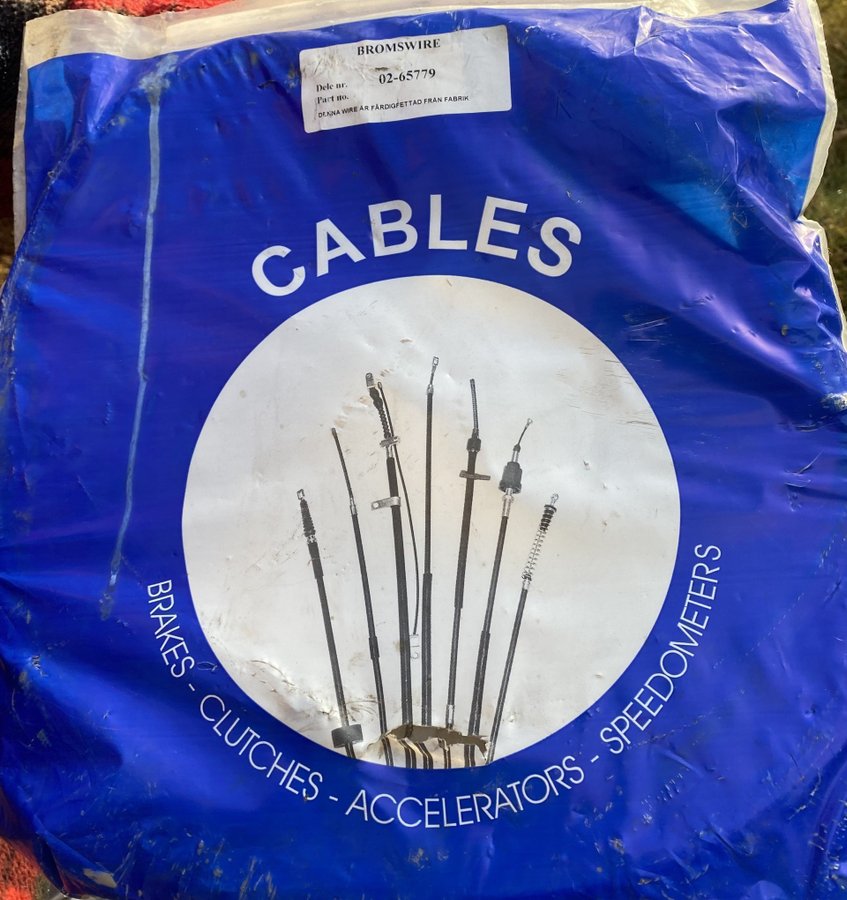 BROMSWIRE
Dele nr.
Part no.
02-65779
DENNA WIRE ÄR FÄRDIGFETTAD FRÅN FABRIK
CABLES
BRAKES - CLUTCHES - ACCELERATORS - SPEEDOMETERS